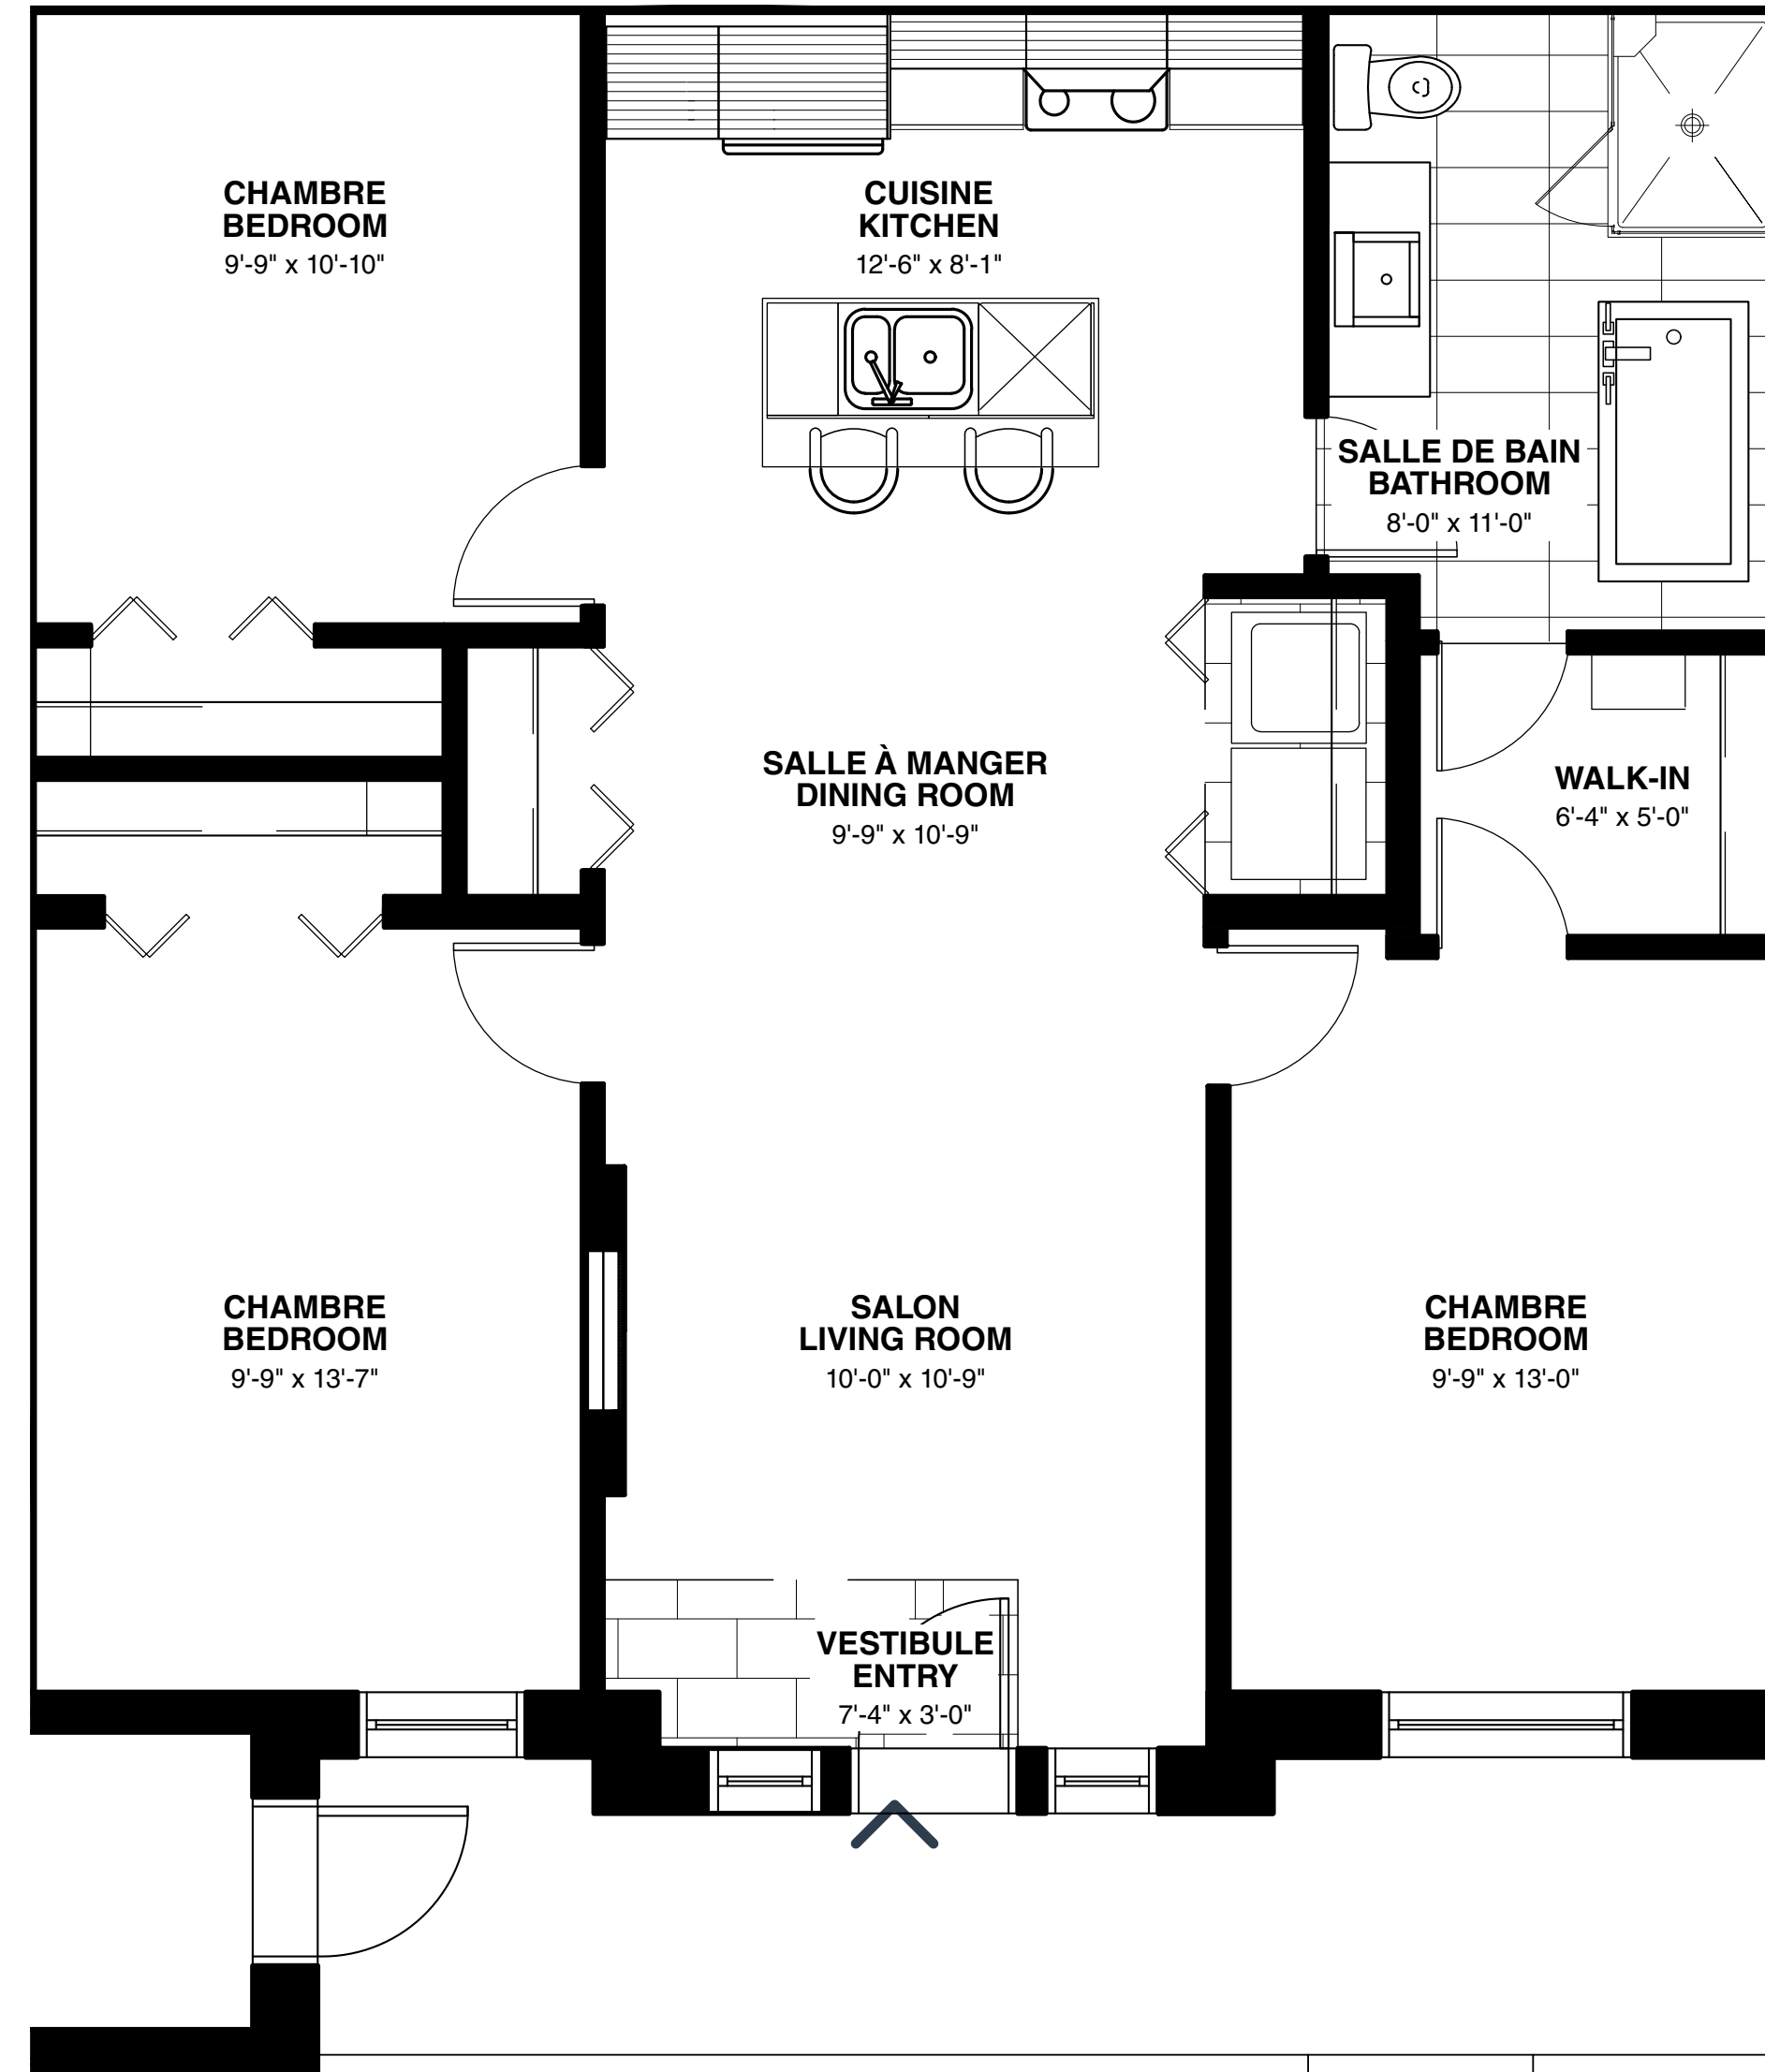 CHAMBRE
BEDROOM
9'-9" x 10'-10"
CUISINE
KITCHEN
12'-6" x 8'-1"
SALLE DE BAIN
BATHROOM
8'-0" x 11'-0"
SALLE À MANGER
DINING ROOM
9'-9" x 10'-9"
WALK-IN
6'-4" x 5'-0"
CHAMBRE
BEDROOM
9'-9" x 13'-7"
SALON
LIVING ROOM
10'-0" x 10'-9"
CHAMBRE
BEDROOM
9'-9" x 13'-0"
VESTIBULE
ENTRY
7'-4" x 3'-0"